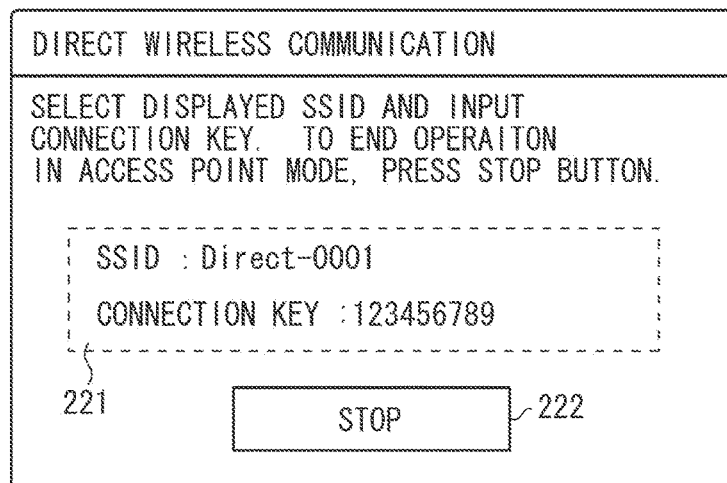 DIRECT WIRELESS COMMUNICATION
SELECT DISPLAYED SSID AND INPUT
CONNECTION KEY. TO END OPERAITON
IN ACCESS POINT MODE, PRESS STOP BUTTON.
SSID : Direct-0001
CONNECTION KEY :123456789
221
STOP
222